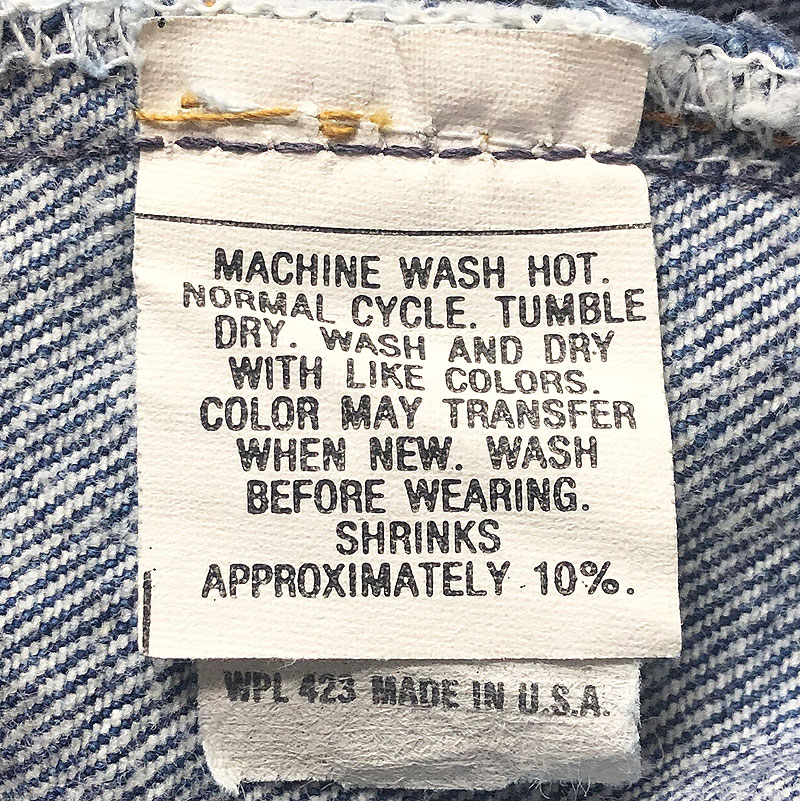 MACHINE WASH HOT.
NORMAL CYCLE. TUMBLE
DRY. WASH AND DRY
WITH LIKE COLORS.
COLOR MAY TRANSFER
WHEN NEW. WASH
BEFORE WEARING.
SHRINKS
APPROXIMATELY 10%.
WPL 423 MADE IN U.S.A.